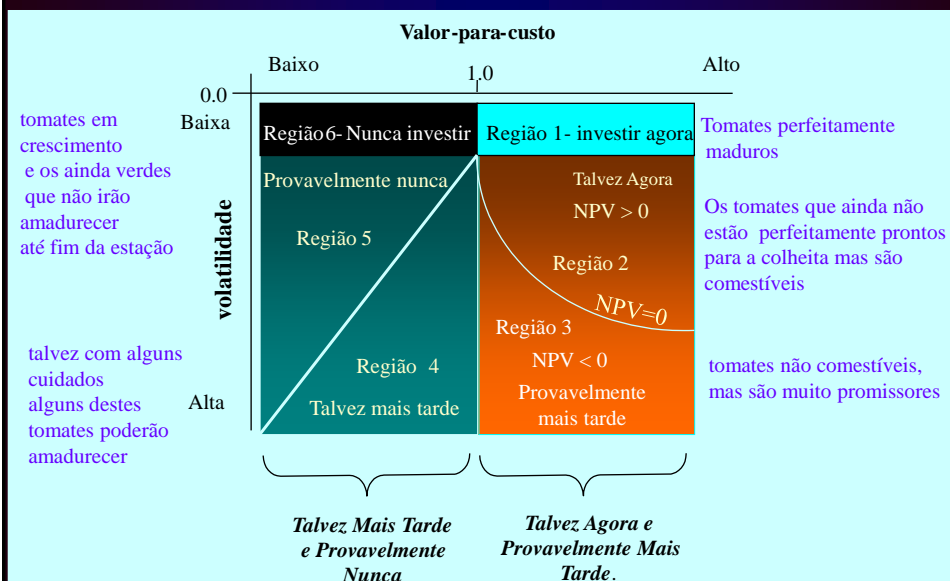 Valor-para-custo
Baixo
1.0
Alto
0.0
Baixa
Alta
volatilidade
tomates em
crescimento
e os ainda verdes
que não irão
amadurecer
até fim da estação
talvez com alguns
cuidados
alguns destes
tomates poderão
amadurecer
Região 6- Nunca investir
Provavelmente nunca
Região 5
Região 4
Talvez mais tarde
Região 1- investir agora
Talvez Agora
NPV > 0
Região 2
NPV=0
Região 3
NPV < 0
Provavelmente
mais tarde
Tomates perfeitamente
maduros
Os tomates que ainda não
estão perfeitamente prontos
para a colheita mas são
comestíveis
tomates não comestíveis,
mas são muito promissores
Talvez Mais Tarde
e Provavelmente
Nunca
Talvez Agora e
Provavelmente Mais
Tarde.